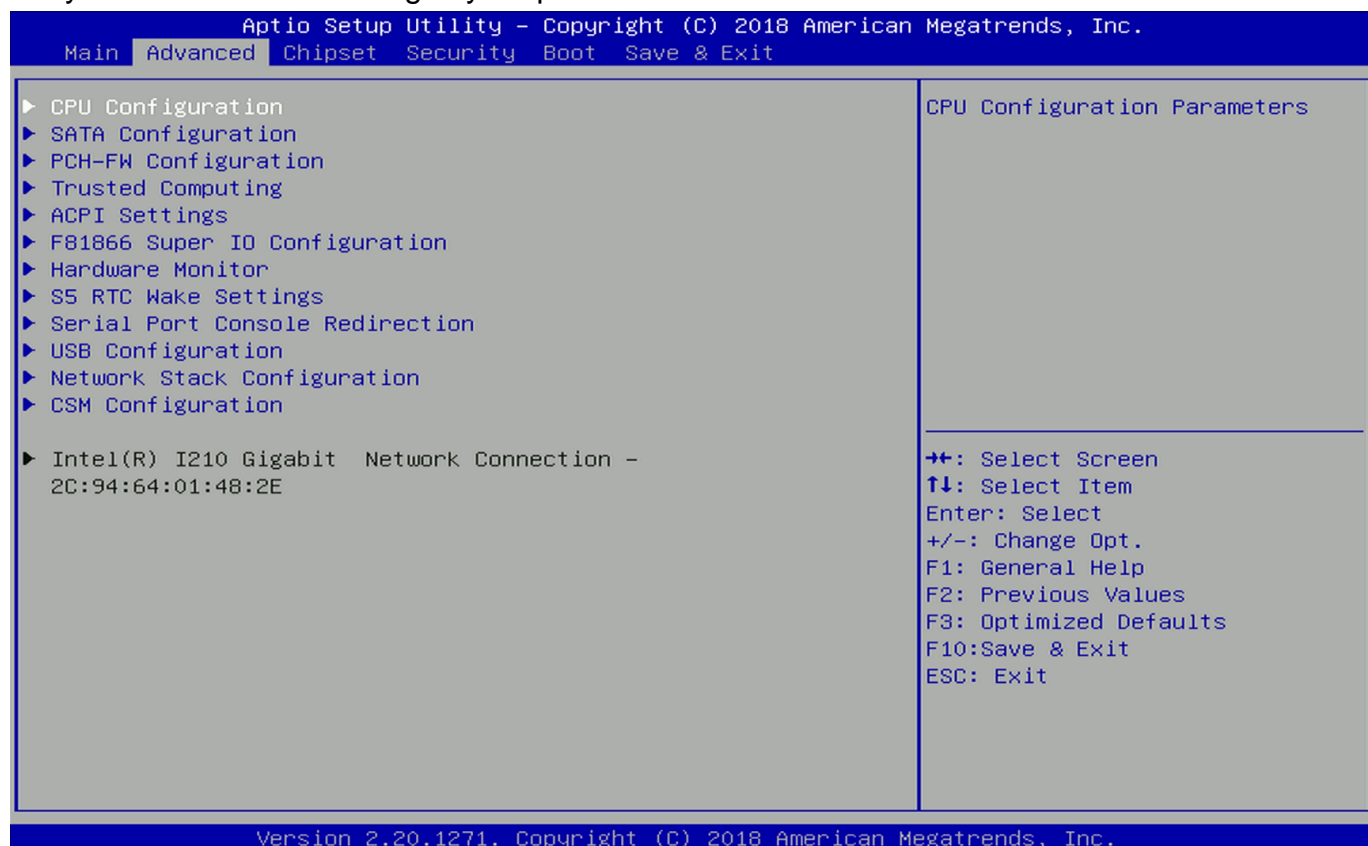 Aptio Setup Utility – Copyright (C) 2018 American Megatrends, Inc.
Main Advanced Chipset Security Boot Save & Exit
▶ CPU Configuration
▶ SATA Configuration
▶ PCH-FW Configuration
▶ Trusted Computing
▶ ACPI Settings
▶ F81866 Super IO Configuration
▶ Hardware Monitor
▶ S5 RTC Wake Settings
▶ Serial Port Console Redirection
▶ USB Configuration
▶ Network Stack Configuration
▶ CSM Configuration
▶ Intel(R) I210 Gigabit  Network Connection –
2C:94:64:01:48:2E
CPU Configuration Parameters
→←: Select Screen
↑↓: Select Item
Enter: Select
+/-: Change Opt.
F1: General Help
F2: Previous Values
F3: Optimized Defaults
F10:Save & Exit
ESC: Exit
Version 2.20.1271. Copyright (C) 2018 American Megatrends, Inc.